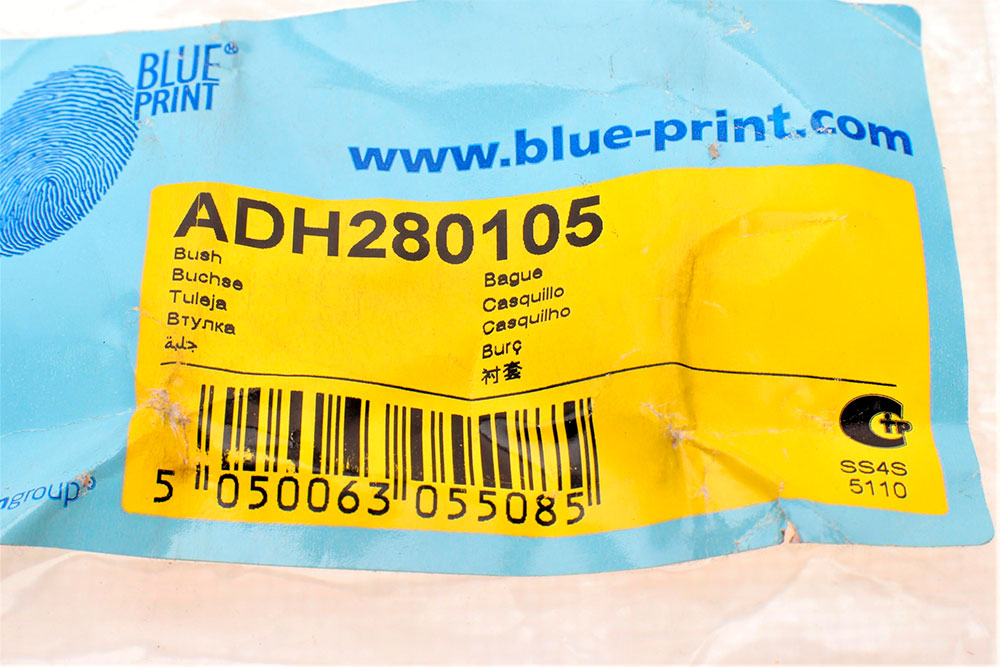 BLUE
PRINT®
www.blue-print.com
ADH280105
Bush
Buchse
Tuleja
Втулка
جلبة
Bague
Casquillo
Casquilho
Burç
衬套
5 050063 055085
SS4S
5110
group